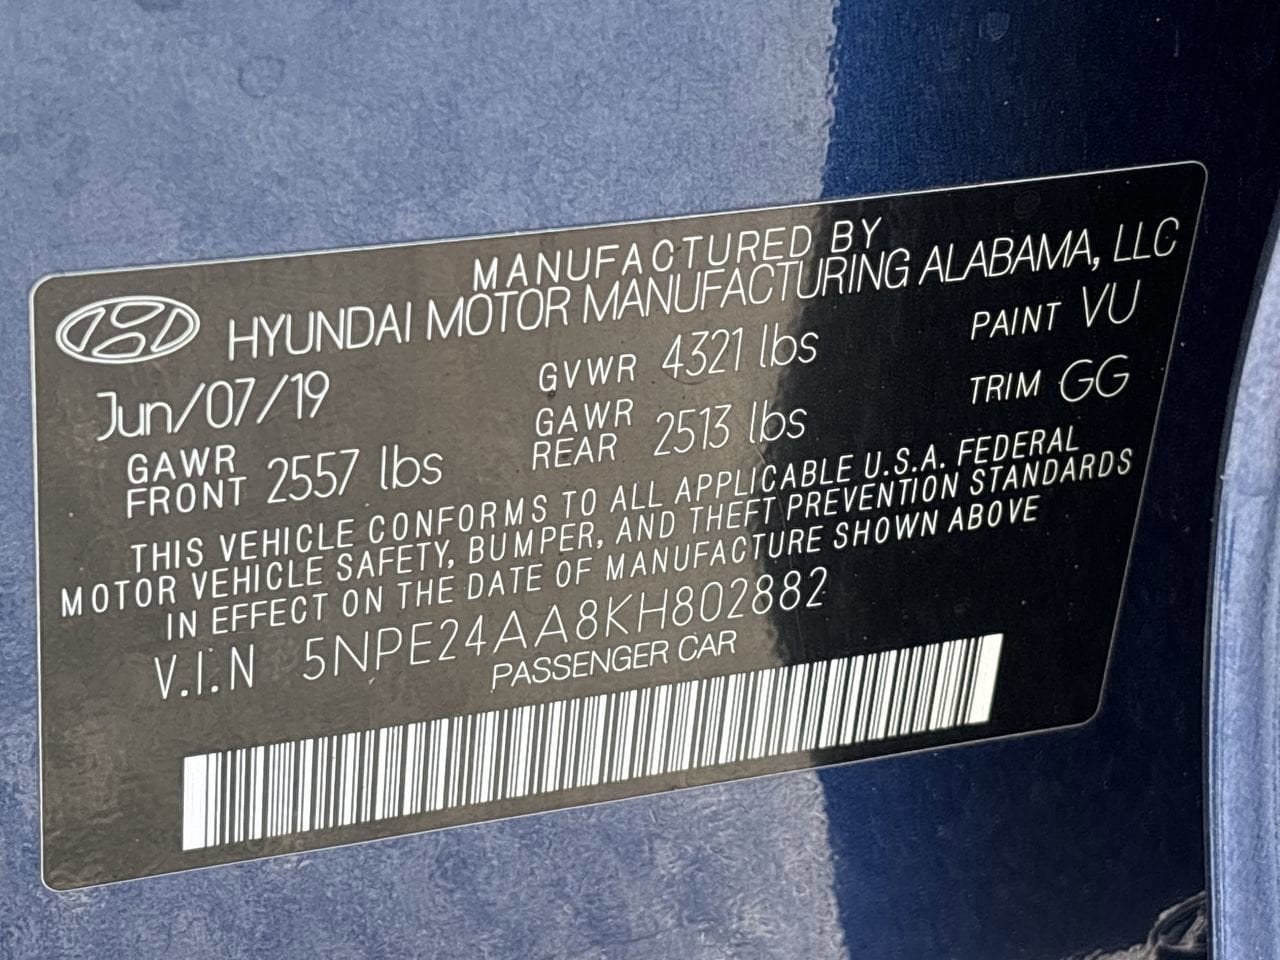 MANUFACTURED BY
HYUNDAI MOTOR MANUFACTURING ALABAMA, LLC
Jun/07/19 GVWR 4321 lbs PAINT VU
GAWR FRONT 2557 lbs GAWR REAR 2513 lbs TRIM GG
THIS VEHICLE CONFORMS TO ALL APPLICABLE U.S.A. FEDERAL
MOTOR VEHICLE SAFETY, BUMPER, AND THEFT PREVENTION STANDARDS
IN EFFECT ON THE DATE OF MANUFACTURE SHOWN ABOVE
V.I.N 5NPE24AA8KH802882
PASSENGER CAR